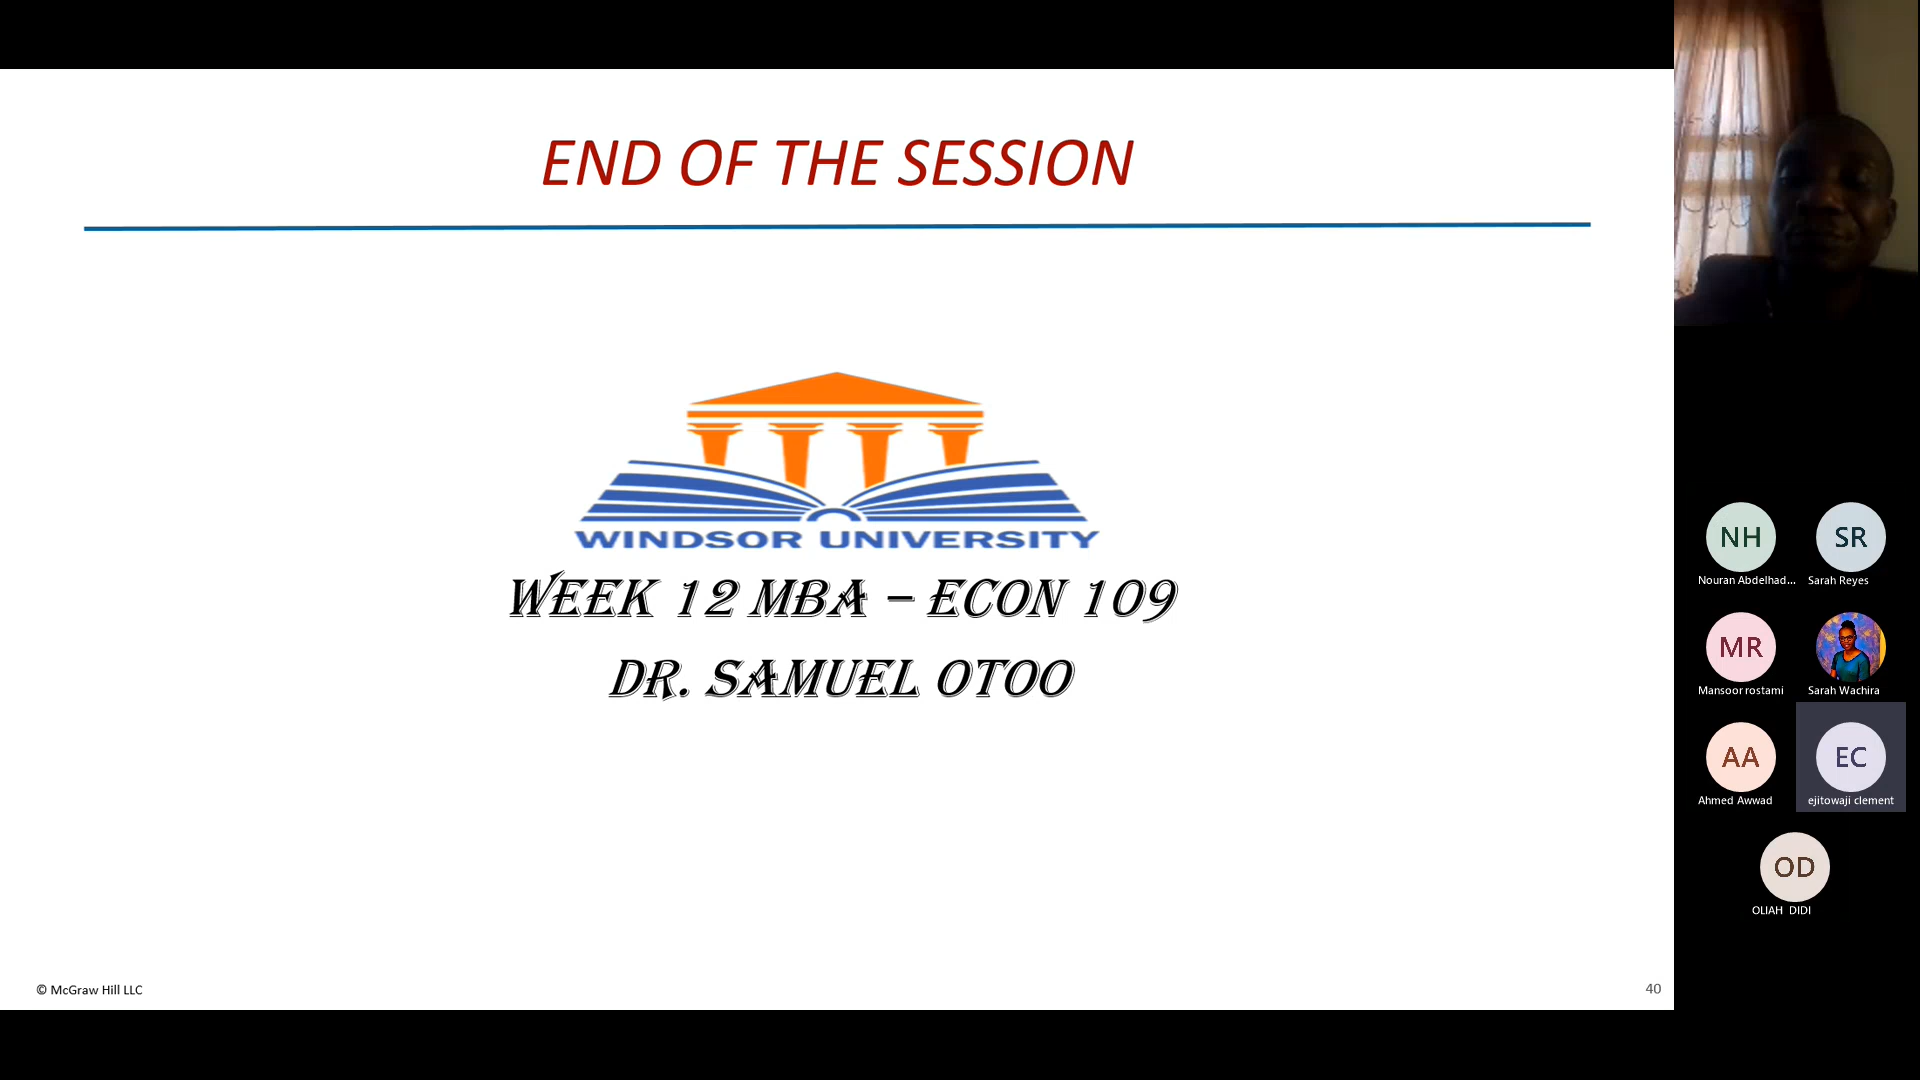 END OF THE SESSION
WINDSOR UNIVERSITY
WEEK 12 MBA – ECON 109
DR. SAMUEL OTOO
© McGraw Hill LLC
40
NH
Nouran Abdelhad...
SR
Sarah Reyes
MR
Mansoor rostami
Sarah Wachira
AA
Ahmed Awwad
EC
ejitowaji clement
OD
OLIAH DIDI